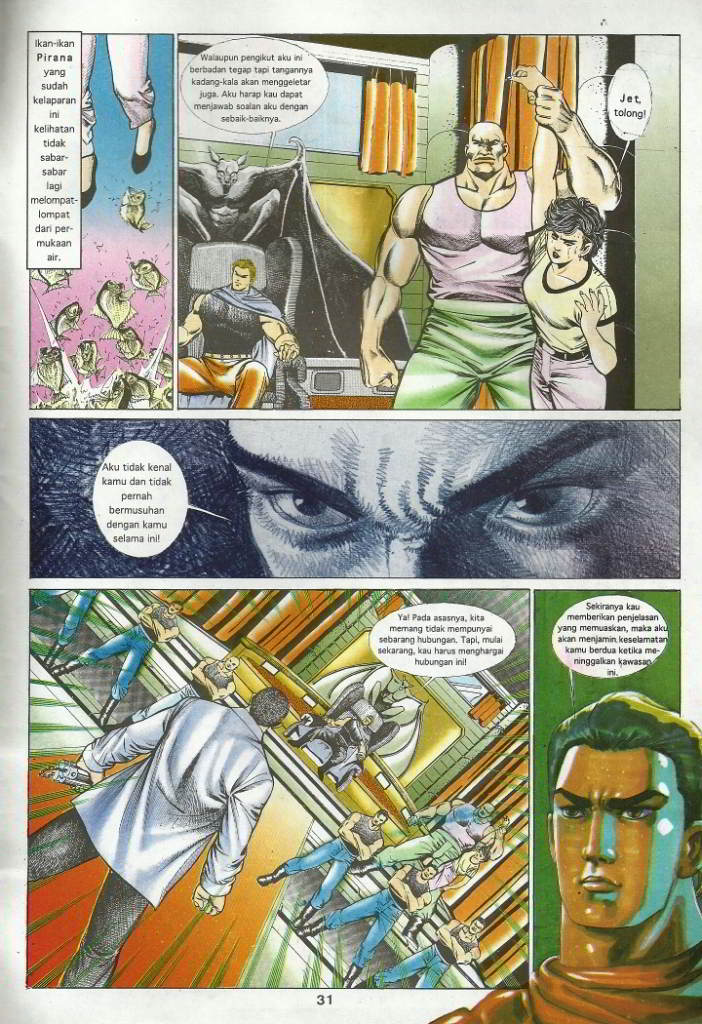 Ikan-ikan
Pirana
yang
sudah
kelaparan
ini
kelihatan
tidak
sabar-
sabar
lagi
melompat-
lompat
dari per-
mukaan
air.
Walaupun pengikut aku ini
berbadan tegap tapi tangannya
kadang-kala akan menggeletar
juga. Aku harap kau dapat
menjawab soalan aku dengan
sebaik-baiknya.
Jet,
tolong!
Aku tidak kenal
kamu dan tidak
pernah
bermusuhan
dengan kamu
selama ini!
Ya! Pada asasnya, kita
memang tidak mempunyai
sebarang hubungan. Tapi, mulai
sekarang, kau harus menghargai
hubungan ini!
Sekiranya kau
memberikan penjelasan
yang memuaskan, maka aku
akan menjamin keselamatan
kamu berdua ketika me-
ninggalkan kawasan
ini.
31